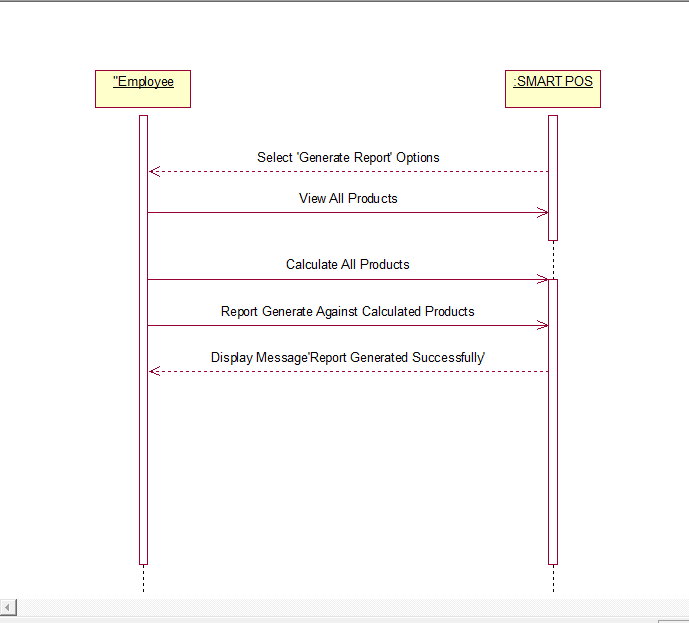 "Employee
:SMART POS
Select 'Generate Report' Options
View All Products
Calculate All Products
Report Generate Against Calculated Products
Display Message'Report Generated Successfully'